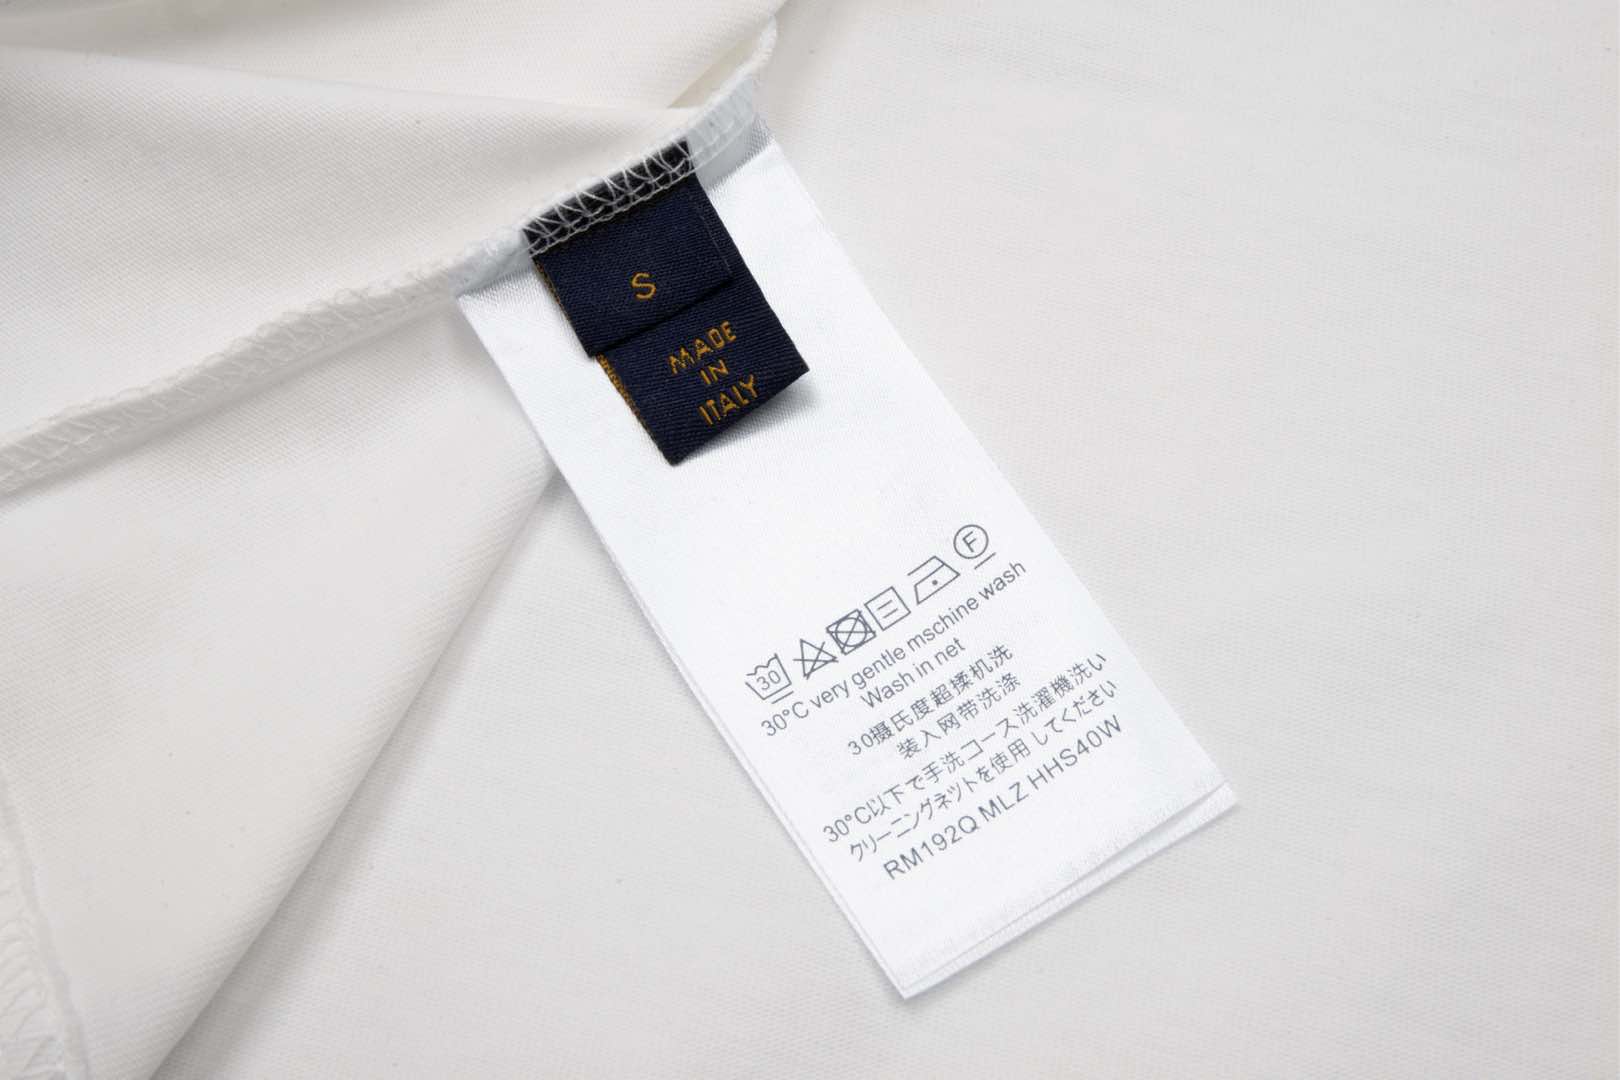 S
MADE
IN
ITALY
30
F
30°C very gentle mschine wash
Wash in net
30摄氏度超揉机洗
装入网带洗涤
30°C以下で手洗コース洗濯機洗い
クリーニングネットを使用してください
RM192Q MLZ HHS40W